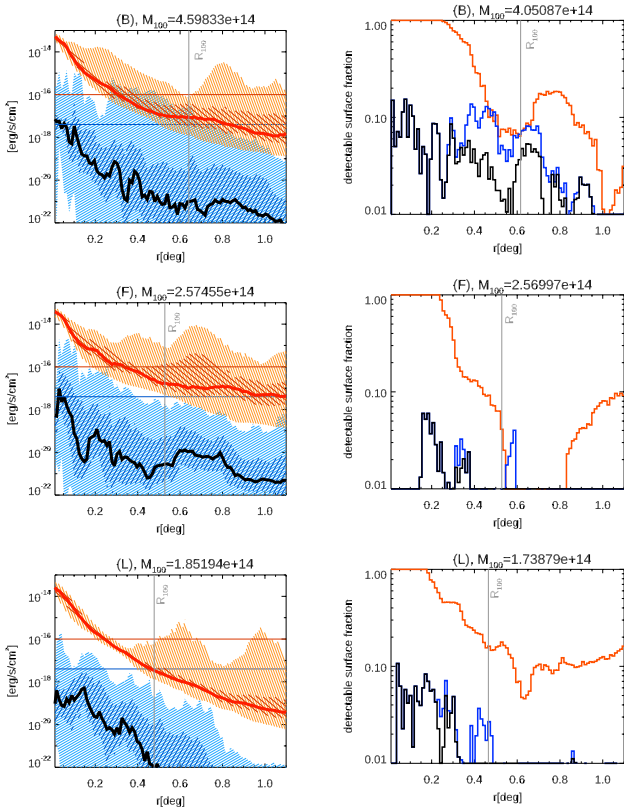 (B), M₁₀₀=4.59833e+14
[erg/s/cm²]
10⁻¹⁴
10⁻¹⁶
10⁻¹⁸
10⁻²⁹
10⁻²²
R₁₀₀
0.2 0.4 0.6 0.8 1.0
r[deg]
(B), M₁₀₀=4.05087e+14
detectable surface fraction
1.00
0.10
0.01
R₁₀₀
0.2 0.4 0.6 0.8 1.0
r[deg]
(F), M₁₀₀=2.57455e+14
[erg/s/cm²]
10⁻¹⁴
10⁻¹⁶
10⁻¹⁸
10⁻²⁹
10⁻²²
R₁₀₀
0.2 0.4 0.6 0.8 1.0
r[deg]
(F), M₁₀₀=2.56997e+14
detectable surface fraction
1.00
0.10
0.01
R₁₀₀
0.2 0.4 0.6 0.8 1.0
r[deg]
(L), M₁₀₀=1.85194e+14
[erg/s/cm²]
10⁻¹⁴
10⁻¹⁶
10⁻¹⁸
10⁻²⁹
10⁻²²
R₁₀₀
0.2 0.4 0.6 0.8 1.0
r[deg]
(L), M₁₀₀=1.73879e+14
detectable surface fraction
1.00
0.10
0.01
R₁₀₀
0.2 0.4 0.6 0.8 1.0
r[deg]